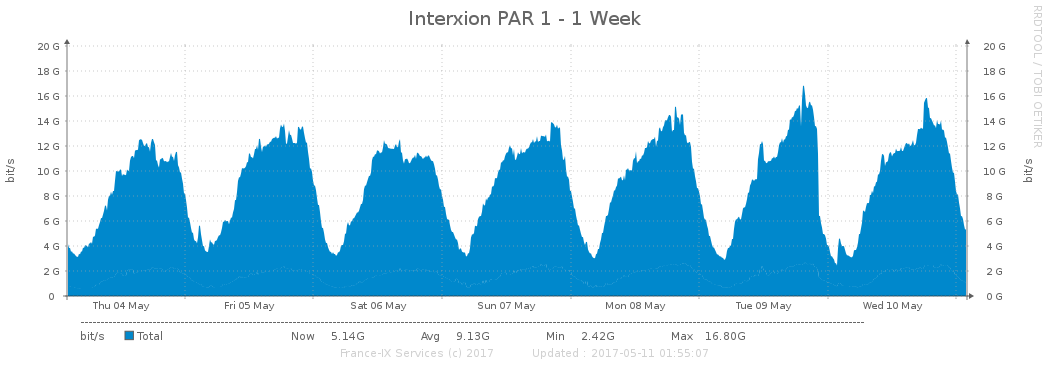 Interxion PAR 1 - 1 Week
RRDTOOL / TOBI OETIKER
bit/s
20 G 20 G
18 G 18 G
16 G 16 G
14 G 14 G
12 G 12 G
10 G 10 G
8 G 8 G
6 G 6 G
4 G 4 G
2 G 2 G
0 0 G
bit/s
Thu 04 May Fri 05 May Sat 06 May Sun 07 May Mon 08 May Tue 09 May Wed 10 May
bit/s Total Now 5.14G Avg 9.13G Min 2.42G Max 16.80G
France-IX Services (c) 2017 Updated : 2017-05-11 01:55:07